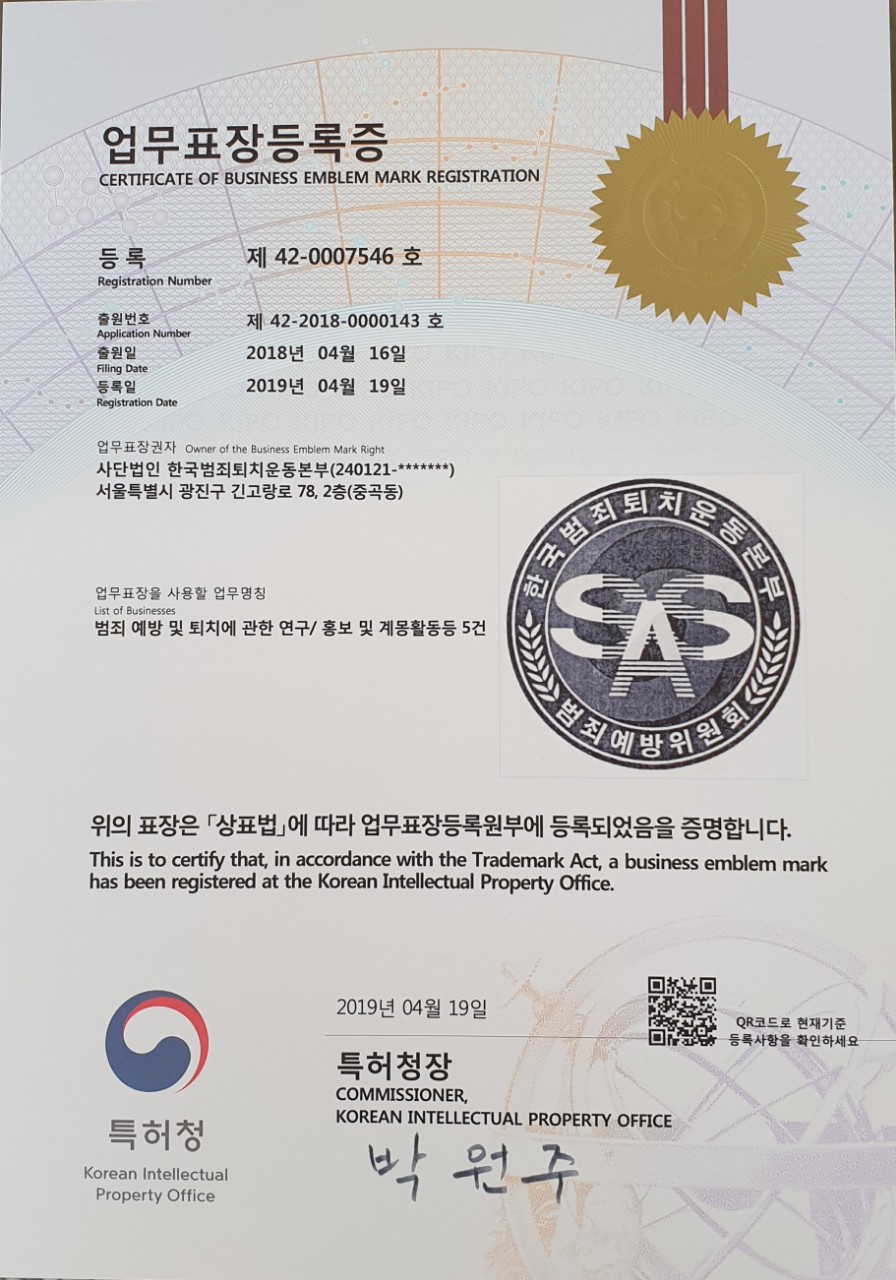 업무표장등록증
CERTIFICATE OF BUSINESS EMBLEM MARK REGISTRATION
등 록 제 42-0007546 호
Registration Number
출원번호 제 42-2018-0000143 호
Application Number
출원일 2018년 04월 16일
Filing Date
등록일 2019년 04월 19일
Registration Date
KIPO KIPO KIPO
업무표장권자 Owner of the Business Emblem Mark Right
사단법인 한국범죄퇴치운동본부(240121-*******)
서울특별시 광진구 긴고랑로 78, 2층(중곡동)
한국범죄퇴치운동본부
SAS
범죄예방위원회
업무표장을 사용할 업무명칭
List of Businesses
범죄 예방 및 퇴치에 관한 연구/ 홍보 및 계몽활동등 5건
위의 표장은 「상표법」에 따라 업무표장등록원부에 등록되었음을 증명합니다.
This is to certify that, in accordance with the Trademark Act, a business emblem mark
has been registered at the Korean Intellectual Property Office.
2019년 04월 19일
QR코드로 현재기준
등록사항을 확인하세요
특허청장
COMMISSIONER,
KOREAN INTELLECTUAL PROPERTY OFFICE
박원주
특허청
Korean Intellectual
Property Office